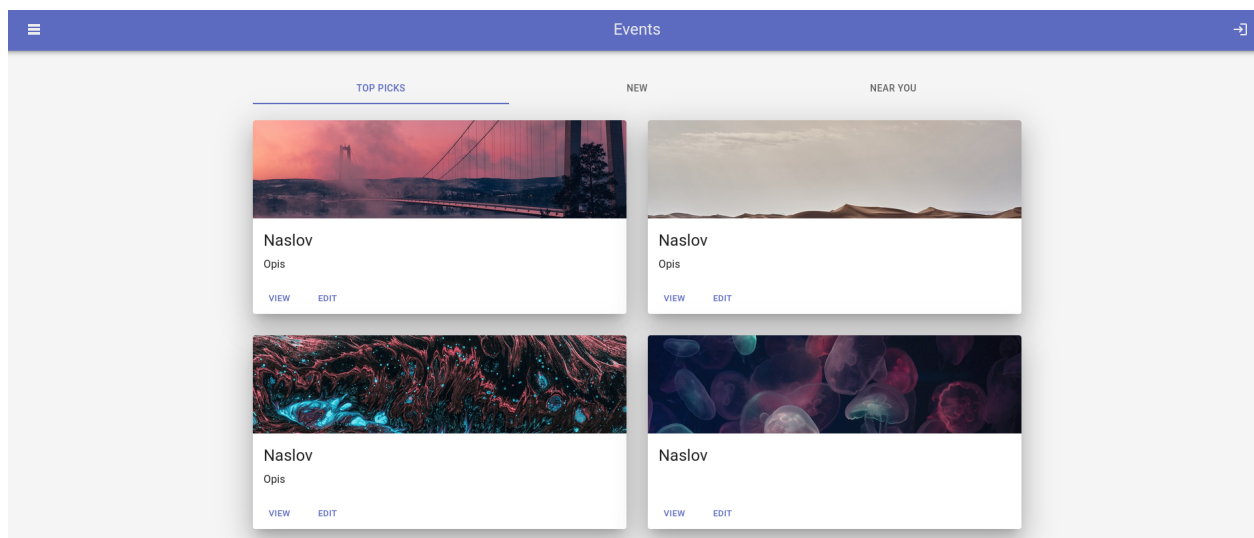 Events
TOP PICKS NEW NEAR YOU
Naslov
Opis
VIEW EDIT
Naslov
Opis
VIEW EDIT
Naslov
Opis
VIEW EDIT
Naslov
VIEW EDIT